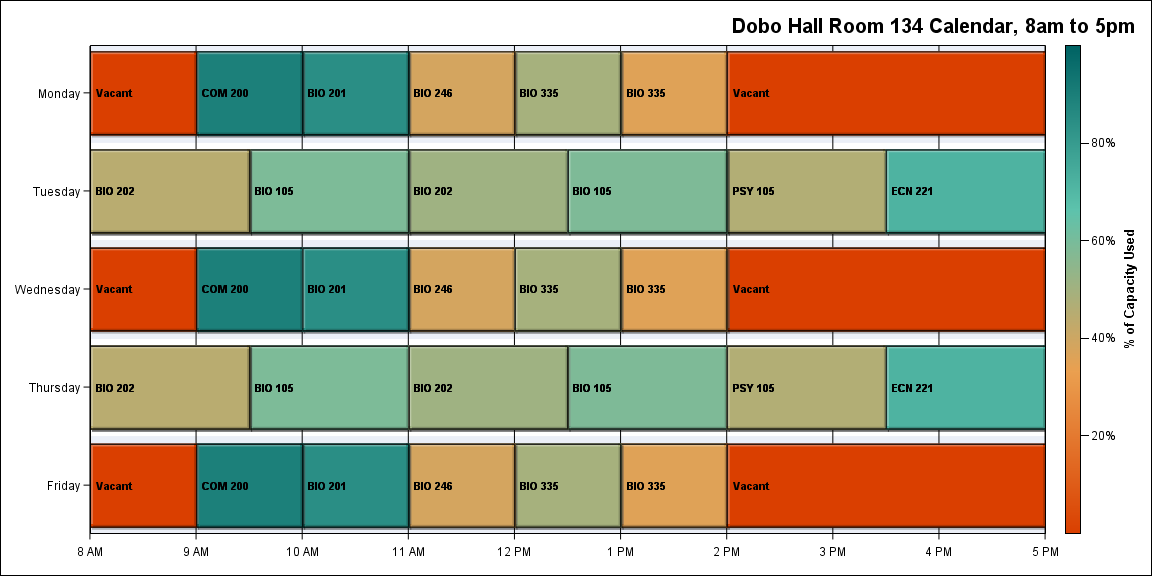 Dobo Hall Room 134 Calendar, 8am to 5pm
Monday
Vacant
COM 200
BIO 201
BIO 246
BIO 335
BIO 335
Vacant
Tuesday
BIO 202
BIO 105
BIO 202
BIO 105
PSY 105
ECN 221
Wednesday
Vacant
COM 200
BIO 201
BIO 246
BIO 335
BIO 335
Vacant
Thursday
BIO 202
BIO 105
BIO 202
BIO 105
PSY 105
ECN 221
Friday
Vacant
COM 200
BIO 201
BIO 246
BIO 335
BIO 335
Vacant
8 AM
9 AM
10 AM
11 AM
12 PM
1 PM
2 PM
3 PM
4 PM
5 PM
80%
60%
40%
20%
% of Capacity Used